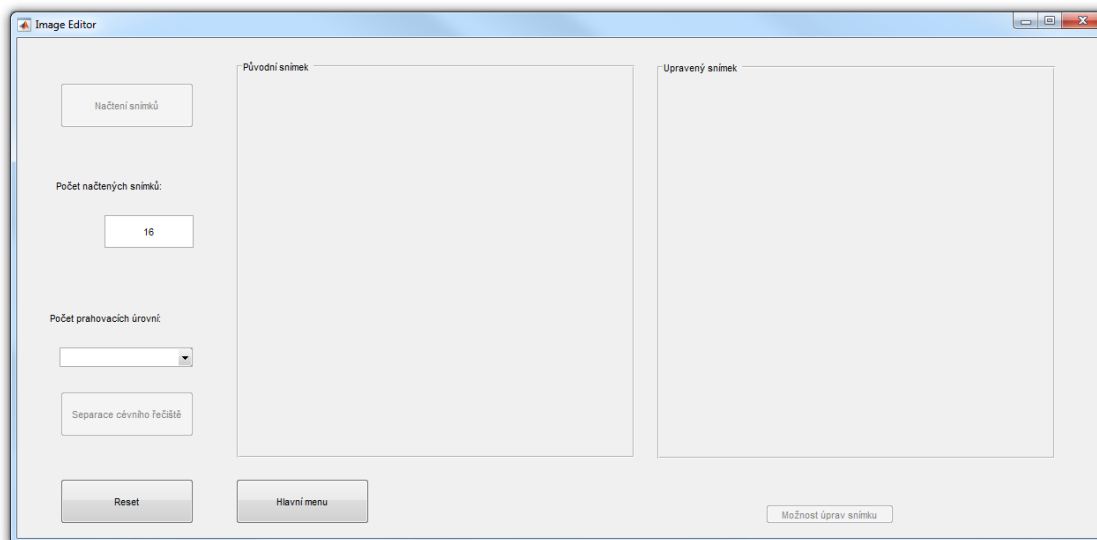 Image Editor
Načtení snímků
Počet načtených snímků:
16
Počet prahovacích úrovní:
Separace cévního řečiště
Reset
Hlavní menu
Původní snímek
Upravený snímek
Možnost úprav snímku